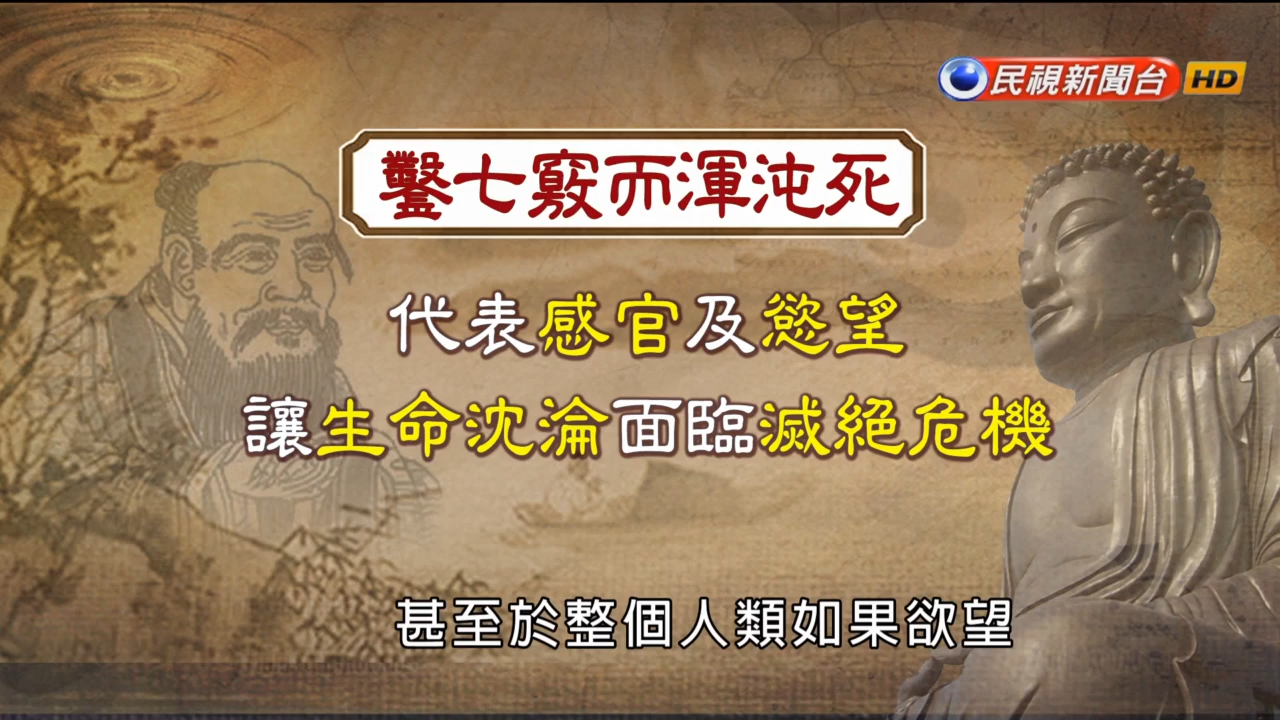 民視新聞台 HD
鑿七竅而渾沌死
代表感官及慾望
讓生命沈淪面臨滅絕危機
甚至於整個人類如果欲望